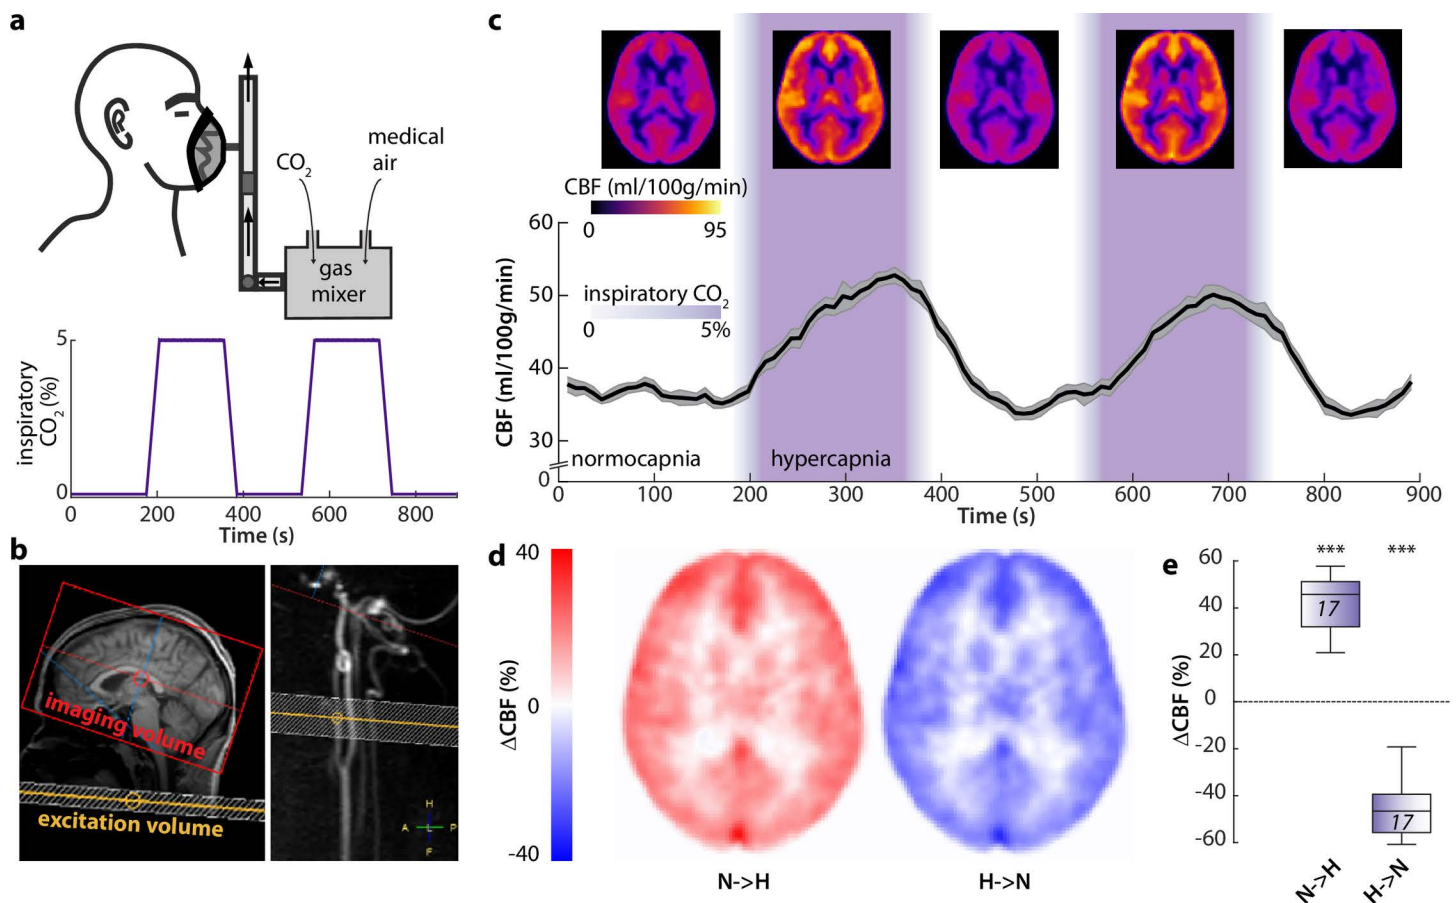 a
CO2
medical
air
gas
mixer
inspiratory
CO2 (%)
5
0
0 200 400 600 800
Time (s)
b
imaging volume
excitation volume
H
A L P
F
c
CBF (ml/100g/min)
0 95
inspiratory CO2
0 5%
CBF (ml/100g/min)
60
50
40
30
0
normocapnia
hypercapnia
0 100 200 300 400 500 600 700 800 900
Time (s)
d
40
0
-40
ΔCBF (%)
N->H
H->N
e
ΔCBF (%)
60
40
20
0
-20
-40
-60
*** ***
17
17
N->H
H->N